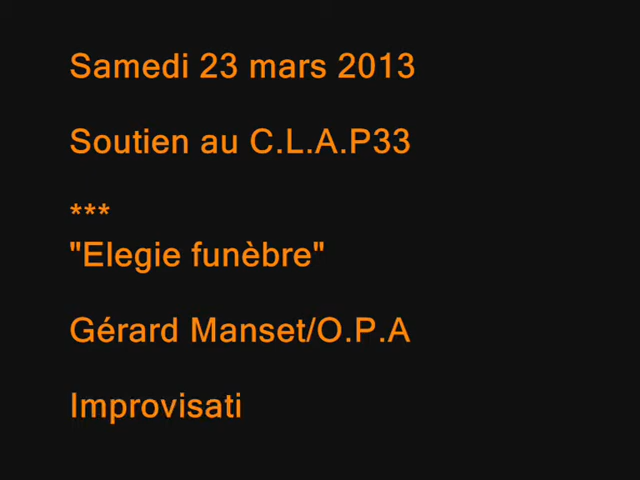 Samedi 23 mars 2013
Soutien au C.L.A.P33
***
"Elegie funèbre"
Gérard Manset/O.P.A
Improvisati